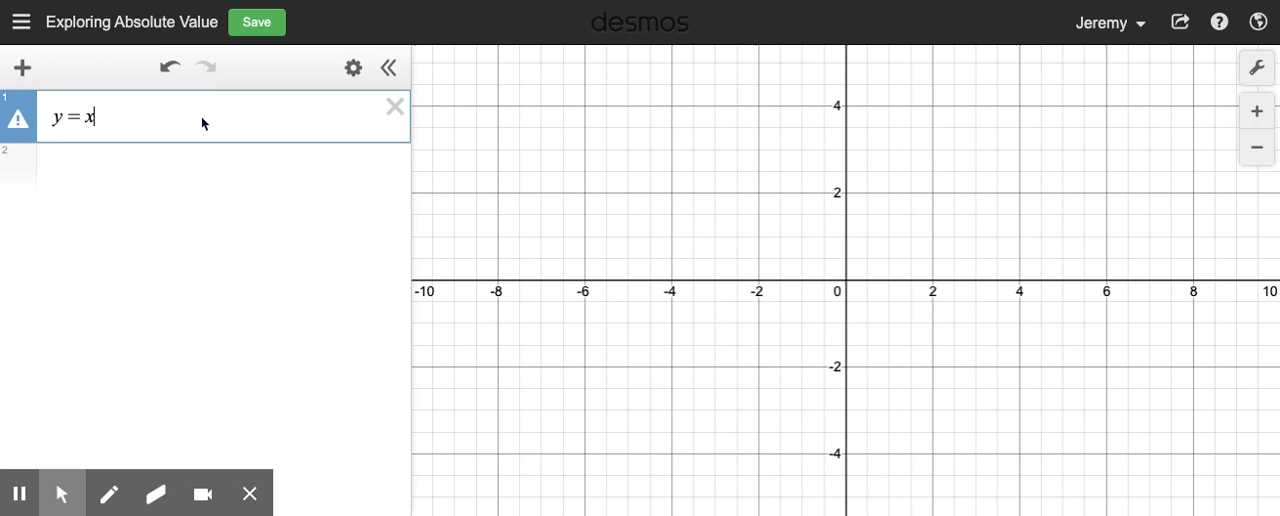 Exploring Absolute Value Save desmos Jeremy
1
y = x
2
4
2
-10 -8 -6 -4 -2 0 2 4 6 8 10
-2
-4